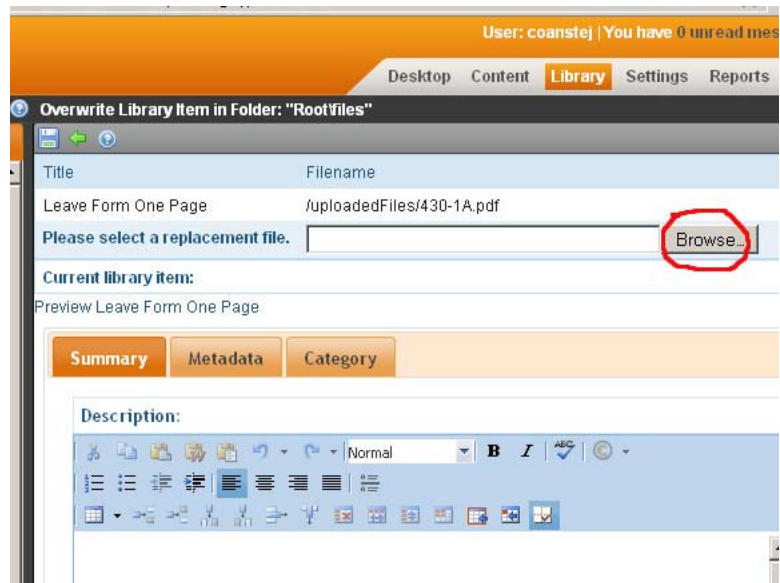 User: coanstej | You have 0 unread mes
Desktop Content Library Settings Reports
Overwrite Library Item in Folder: "Root\files"
Title Filename
Leave Form One Page /uploadedFiles/430-1A.pdf
Please select a replacement file. Browse...
Current library item:
Preview Leave Form One Page
Summary Metadata Category
Description:
Normal B I ABC